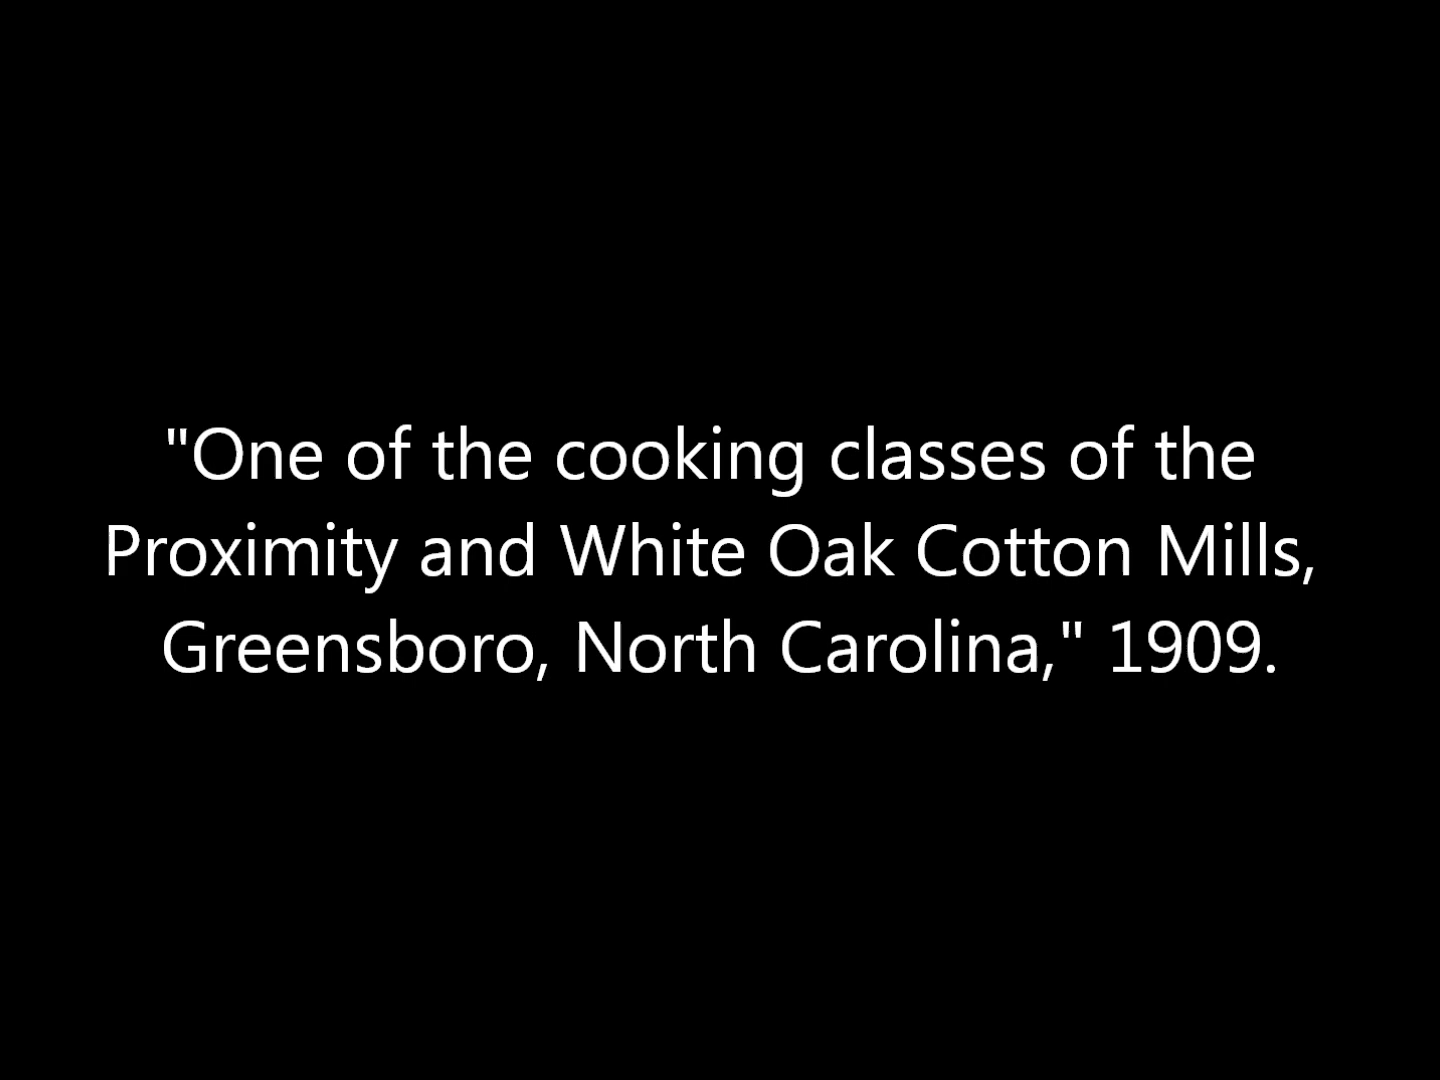 "One of the cooking classes of the
Proximity and White Oak Cotton Mills,
Greensboro, North Carolina," 1909.